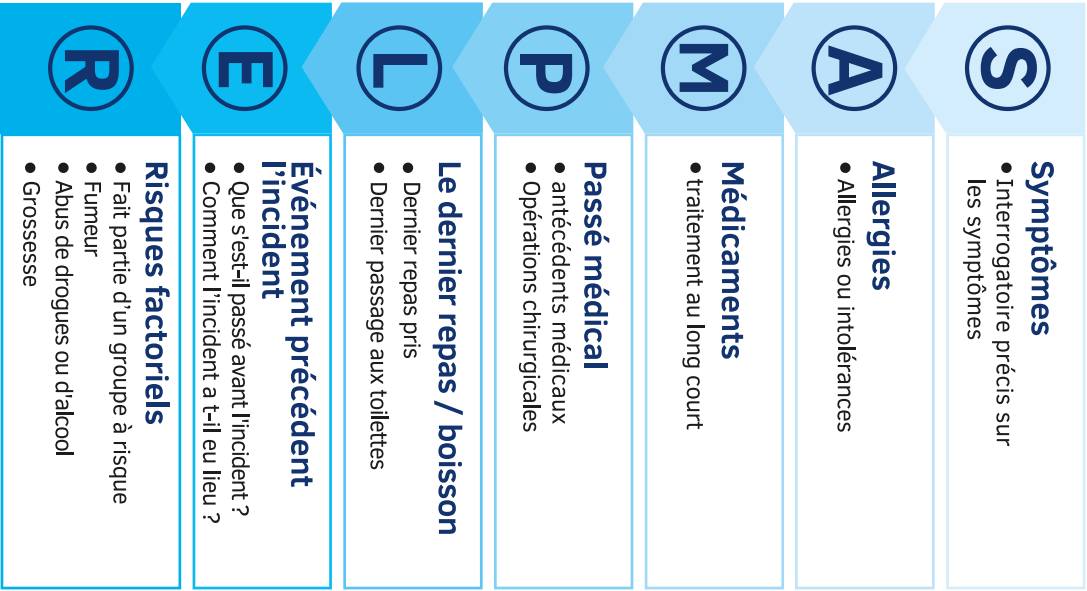 S
Symptômes
• Interrogatoire précis sur
les symptômes
A
Allergies
• Allergies ou intolérances
M
Médicaments
• traitement au long court
P
Passé médical
• antécédents médicaux
• Opérations chirurgicales
L
Le dernier repas / boisson
• Dernier repas pris
• Dernier passage aux toilettes
E
Événement précédent
l'incident
• Que s'est-il passé avant l'incident ?
• Comment l'incident a t-il eu lieu ?
R
Risques factoriels
• Fait partie d'un groupe à risque
• Fumeur
• Abus de drogues ou d'alcool
• Grossesse